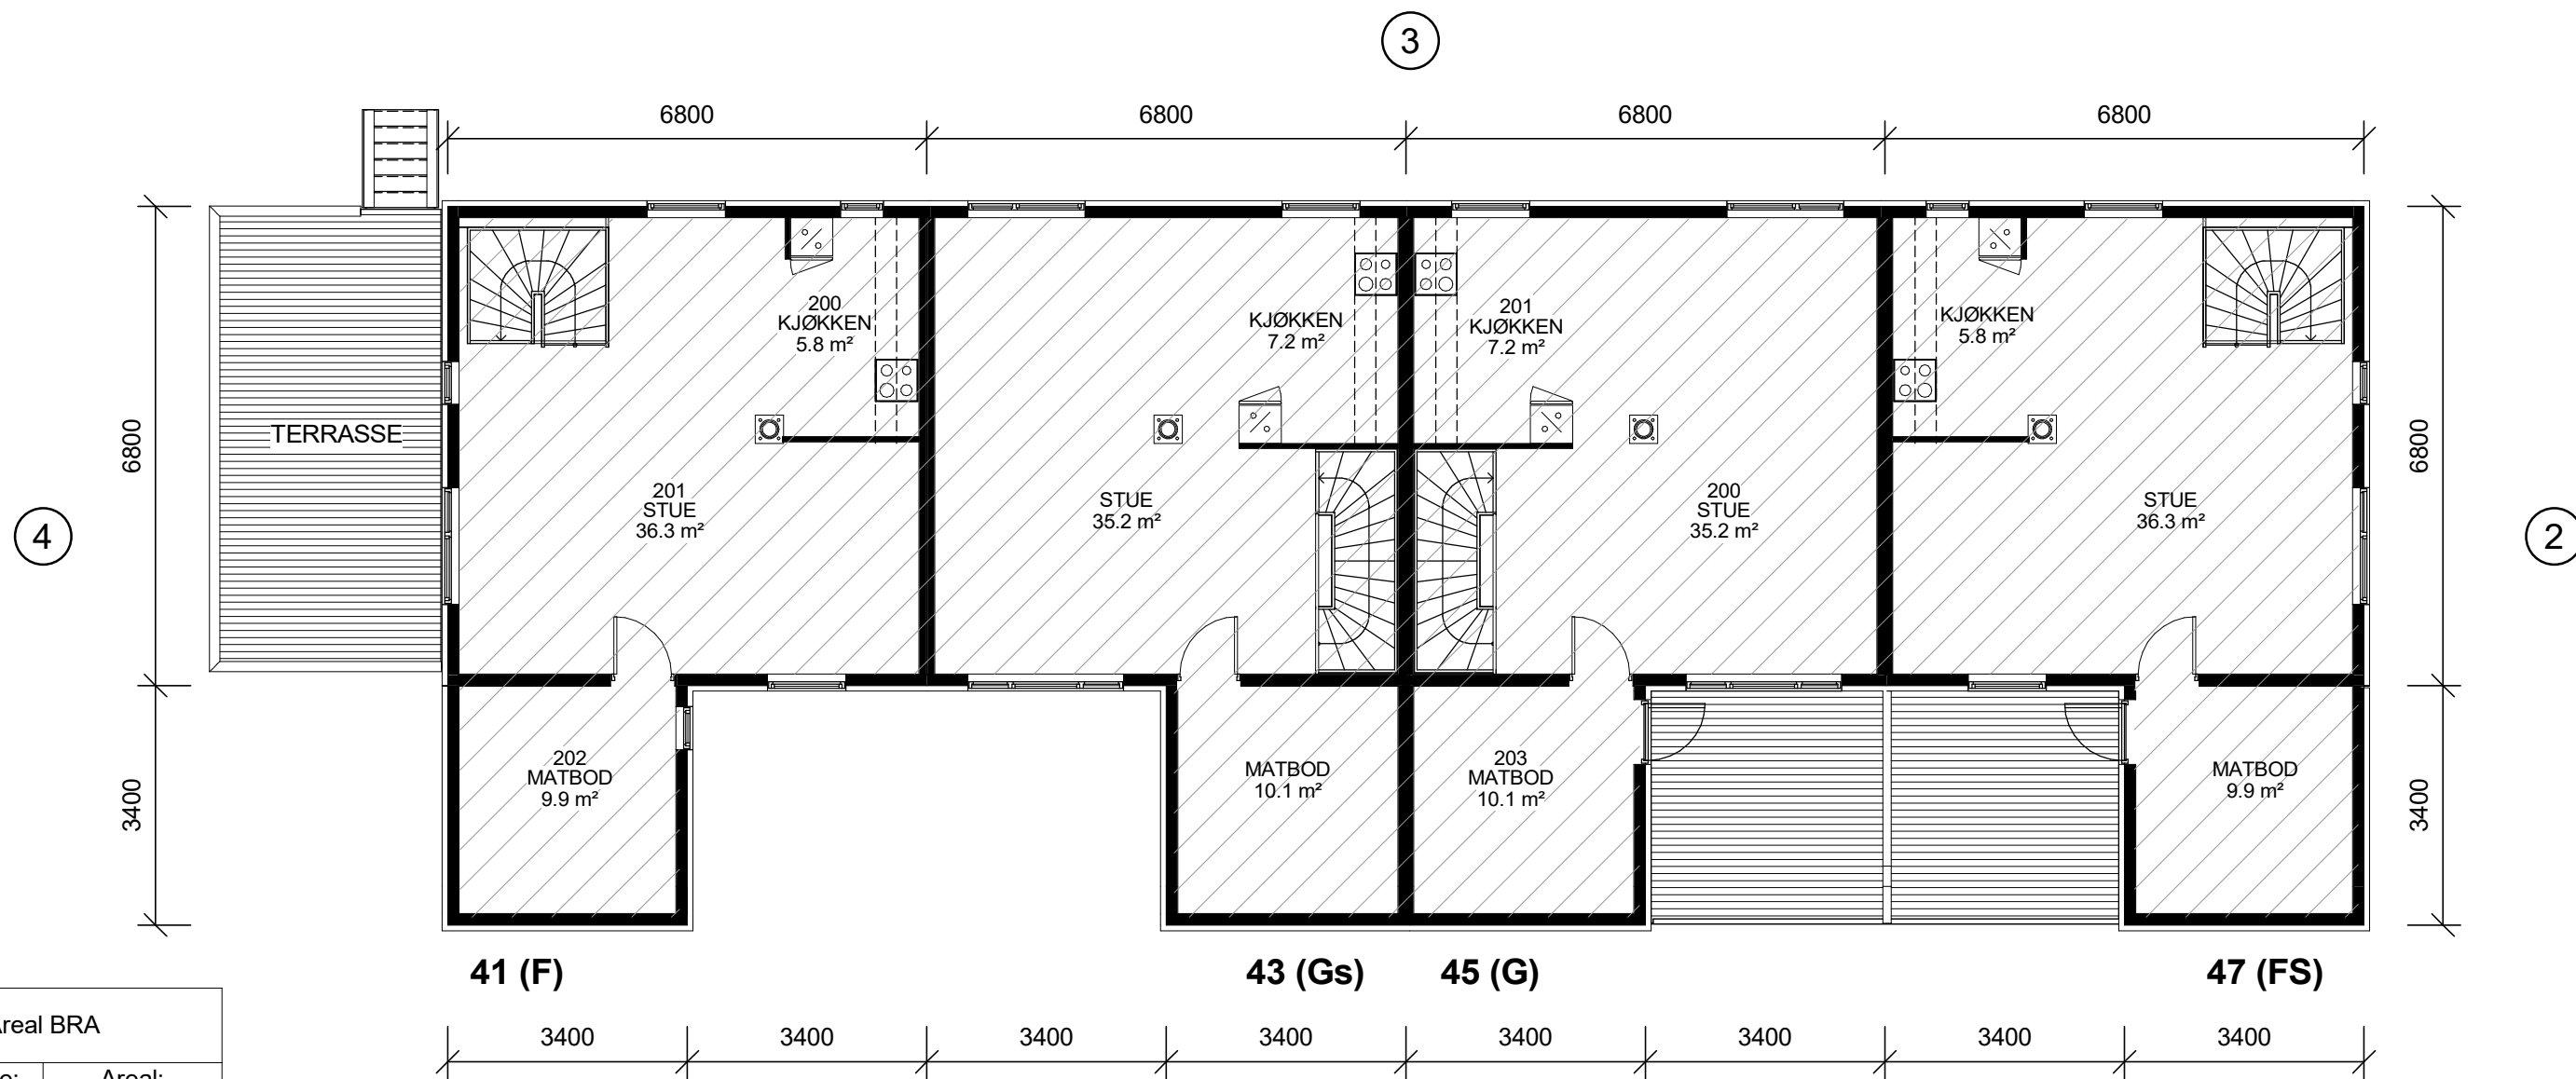 3
6800 6800 6800 6800
200
KJØKKEN
5.8 m²
KJØKKEN
7.2 m²
201
KJØKKEN
7.2 m²
KJØKKEN
5.8 m²
TERRASSE
6800
6800
4
2
201
STUE
36.3 m²
STUE
35.2 m²
200
STUE
35.2 m²
STUE
36.3 m²
3400
3400
202
MATBOD
9.9 m²
MATBOD
10.1 m²
203
MATBOD
10.1 m²
MATBOD
9.9 m²
41 (F) 43 (Gs) 45 (G) 47 (FS)
Areal BRA
Areal:
3400 3400 3400 3400 3400 3400 3400 3400